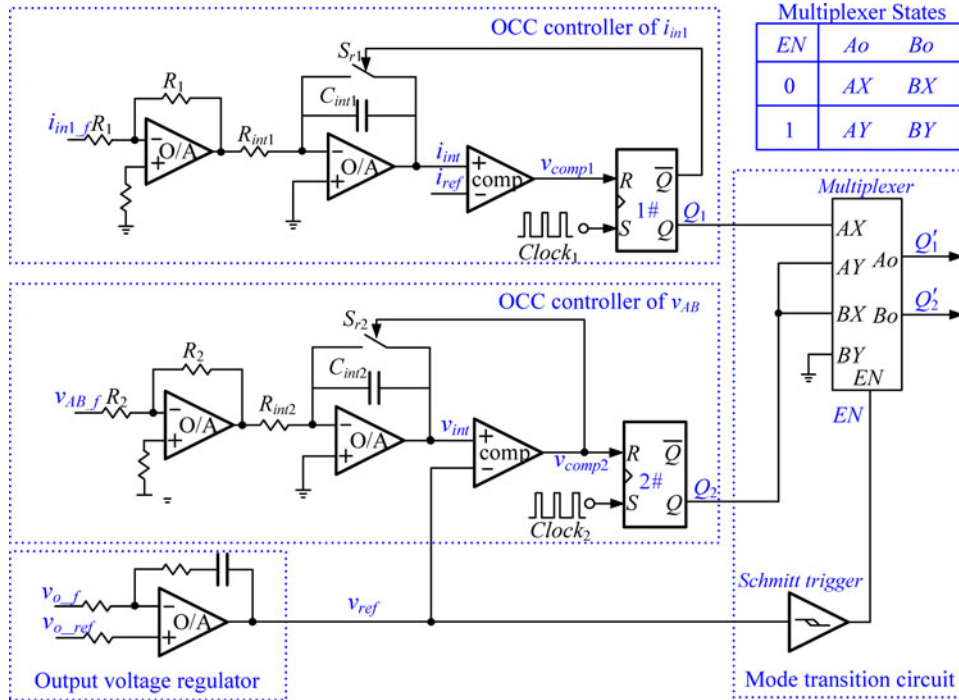 OCC controller of i_in1
S_r1
R_1
C_int1
i_in1_f R_1
R_int1
O/A
O/A
i_int
i_ref
comp
v_comp1
R Q̅
1#
S Q
Q_1
Clock_1
Multiplexer States
EN Ao Bo
0 AX BX
1 AY BY
Multiplexer
AX
AY Ao
BX Bo
BY
EN
Q′_1
Q′_2
EN
OCC controller of v_AB
S_r2
R_2
C_int2
v_AB_f R_2
R_int2
O/A
O/A
v_int
comp
v_comp2
R Q̅
2#
S Q
Q_2
Clock_2
v_o_f
v_o_ref
O/A
v_ref
Output voltage regulator
Schmitt trigger
Mode transition circuit